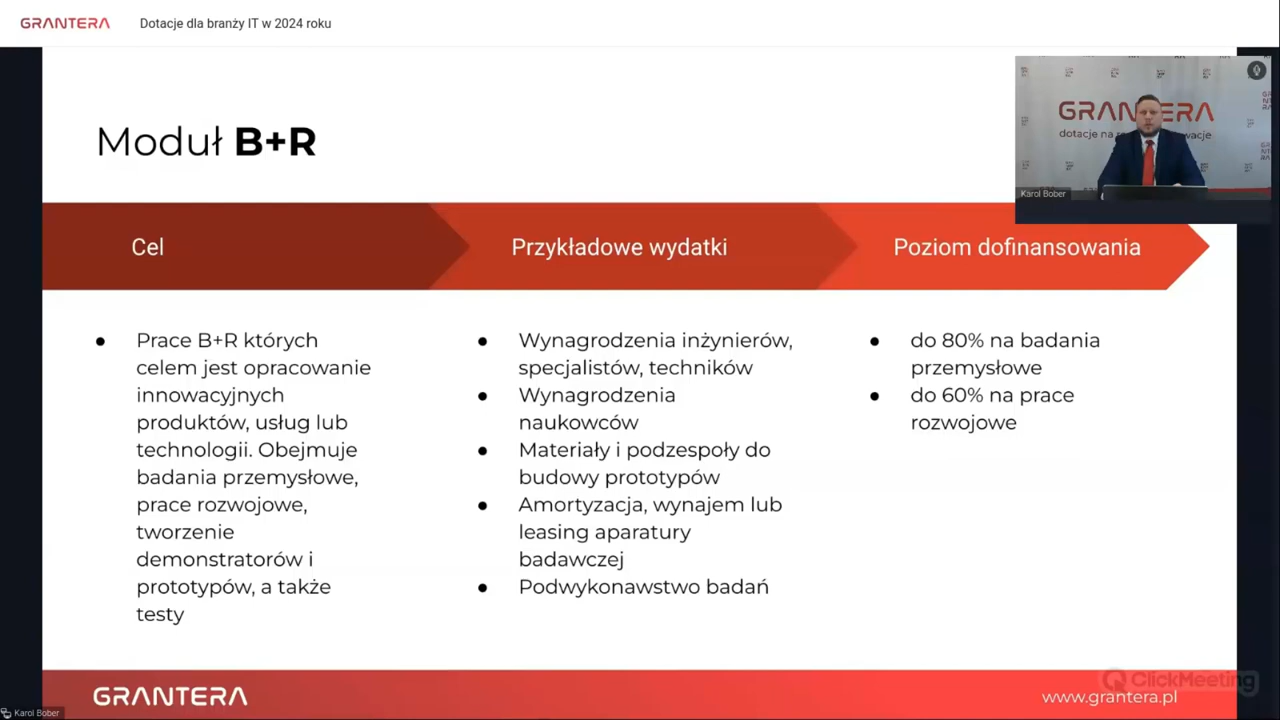 GRANTERA
Dotacje dla branży IT w 2024 roku
Moduł B+R
GRANTERA
Karol Bober
Cel
Przykładowe wydatki
Poziom dofinansowania
Prace B+R których
celem jest opracowanie
innowacyjnych
produktów, usług lub
technologii. Obejmuje
badania przemysłowe,
prace rozwojowe,
tworzenie
demonstratorów i
prototypów, a także
testy
Wynagrodzenia inżynierów,
specjalistów, techników
Wynagrodzenia
naukowców
Materiały i podzespoły do
budowy prototypów
Amortyzacja, wynajem lub
leasing aparatury
badawczej
Podwykonawstwo badań
do 80% na badania
przemysłowe
do 60% na prace
rozwojowe
GRANTERA
ClickMeeting
www.grantera.pl
Karol Bober